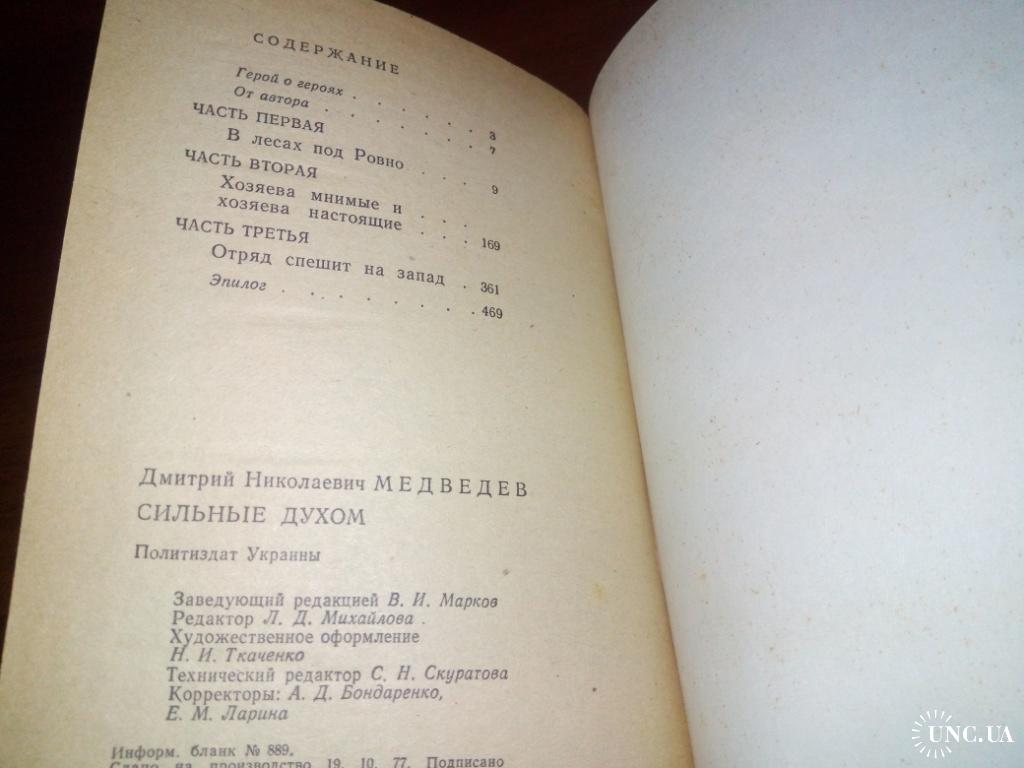 СОДЕРЖАНИЕ
Герой о героях . . . . . . 3
От автора . . . . . . . 7
ЧАСТЬ ПЕРВАЯ
В лесах под Ровно . . . . 9
ЧАСТЬ ВТОРАЯ
Хозяева мнимые и . . .
хозяева настоящие . . . 169
ЧАСТЬ ТРЕТЬЯ
Отряд спешит на запад . 361
Эпилог . . . . . . . 469
Дмитрий Николаевич МЕДВЕДЕВ
СИЛЬНЫЕ ДУХОМ
Политиздат Украины
Заведующий редакцией В. И. Марков
Редактор Л. Д. Михайлова .
Художественное оформление
Н. И. Ткаченко
Технический редактор С. Н. Скуратова
Корректоры: А. Д. Бондаренко,
Е. М. Ларина
Информ. бланк № 889.
Сдано на производство 19. 10. 77. Подписано
UNC.UA